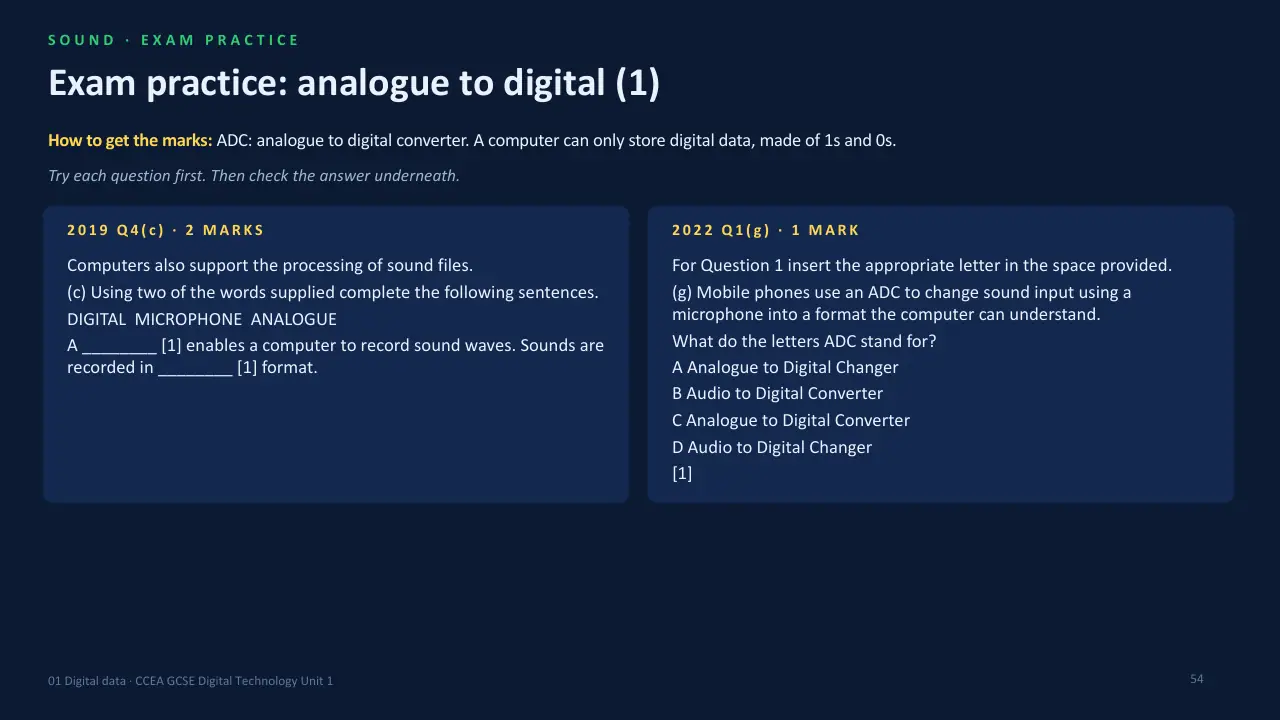 SOUND · EXAM PRACTICE
Exam practice: analogue to digital (1)
How to get the marks: ADC: analogue to digital converter. A computer can only store digital data, made of 1s and 0s.
Try each question first. Then check the answer underneath.
2019 Q4(c) · 2 MARKS
Computers also support the processing of sound files.
(c) Using two of the words supplied complete the following sentences.
DIGITAL  MICROPHONE  ANALOGUE
A ________ [1] enables a computer to record sound waves. Sounds are
recorded in ________ [1] format.
2022 Q1(g) · 1 MARK
For Question 1 insert the appropriate letter in the space provided.
(g) Mobile phones use an ADC to change sound input using a
microphone into a format the computer can understand.
What do the letters ADC stand for?
A Analogue to Digital Changer
B Audio to Digital Converter
C Analogue to Digital Converter
D Audio to Digital Changer
[1]
01 Digital data · CCEA GCSE Digital Technology Unit 1
54